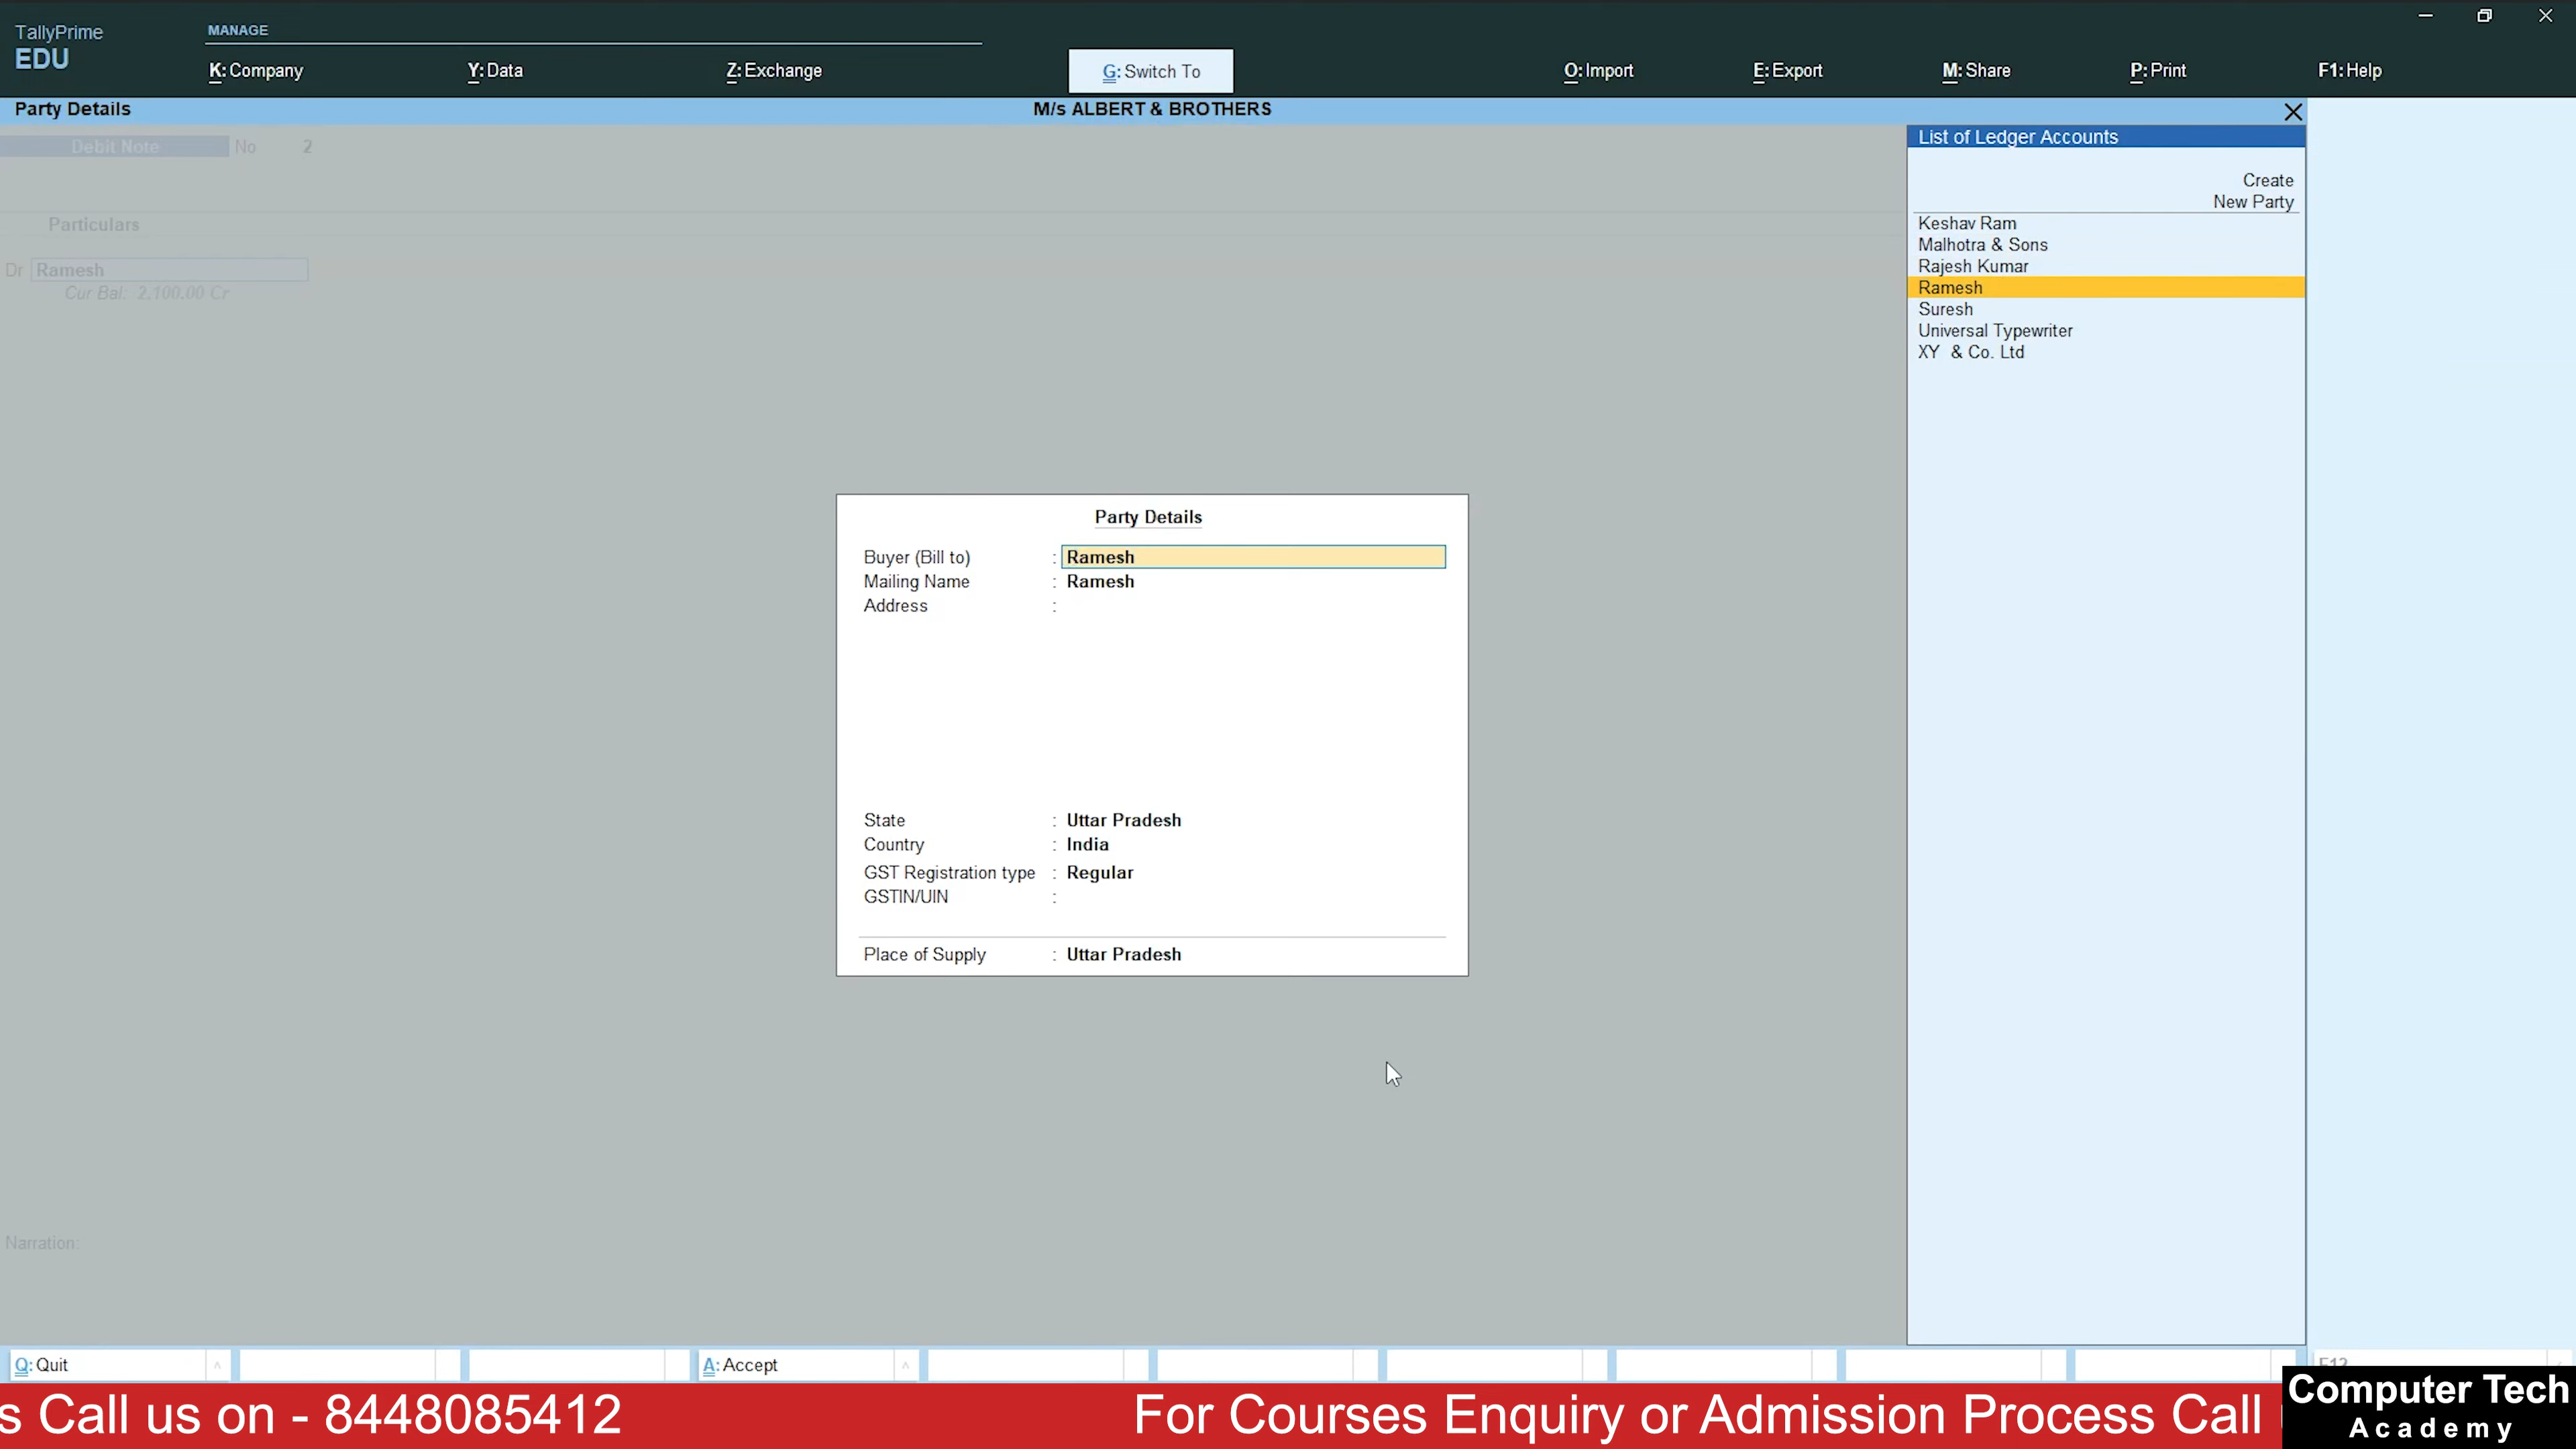 TallyPrime
EDU
MANAGE
K: Company
Y: Data
Z: Exchange
G: Switch To
O: Import
E: Export
M: Share
P: Print
F1: Help
Party Details
M/s ALBERT & BROTHERS
Debit Note No 2
Particulars
Dr Ramesh
Cur Bal: 2,100.00 Cr
List of Ledger Accounts
Create
New Party
Keshav Ram
Malhotra & Sons
Rajesh Kumar
Ramesh
Suresh
Universal Typewriter
XY & Co. Ltd
Party Details
Buyer (Bill to) : Ramesh
Mailing Name : Ramesh
Address :
State : Uttar Pradesh
Country : India
GST Registration type : Regular
GSTIN/UIN :
Place of Supply : Uttar Pradesh
Narration:
Q: Quit
A: Accept
F12
s Call us on - 8448085412
For Courses Enquiry or Admission Process Call
Computer Tech
Academy